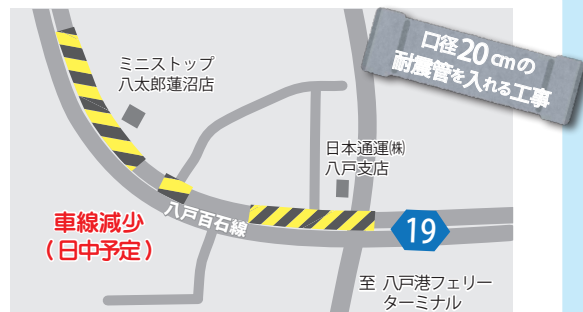 口径20cmの
耐震管を入れる工事
ミニストップ
八太郎蓮沼店
日本通運㈱
八戸支店
八戸百石線
19
車線減少
(日中予定)
至 八戸港フェリー
ターミナル